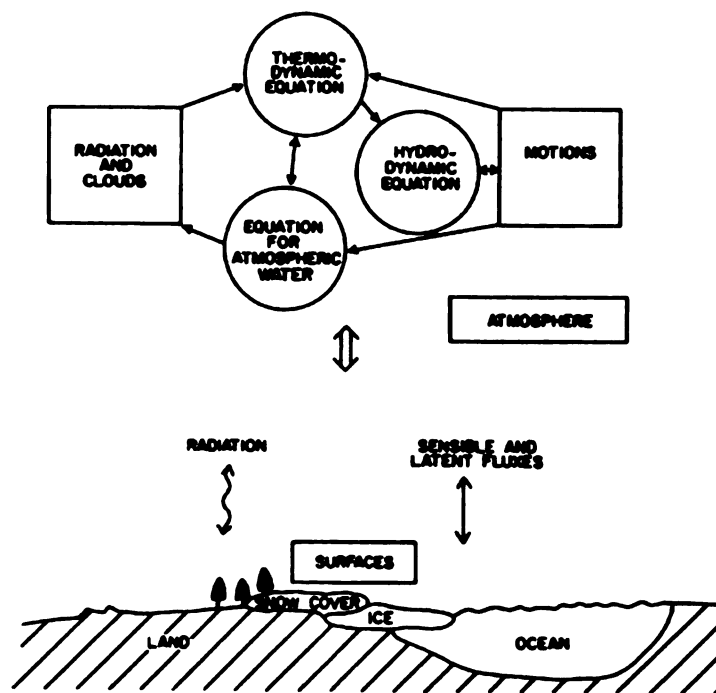 THERMO-
DYNAMIC
EQUATION
RADIATION
AND
CLOUDS
HYDRO-
DYNAMIC
EQUATION
MOTIONS
EQUATION
FOR
ATMOSPHERIC
WATER
ATMOSPHERE
RADIATION
SENSIBLE AND
LATENT FLUXES
SURFACES
SNOW COVER
ICE
LAND
OCEAN